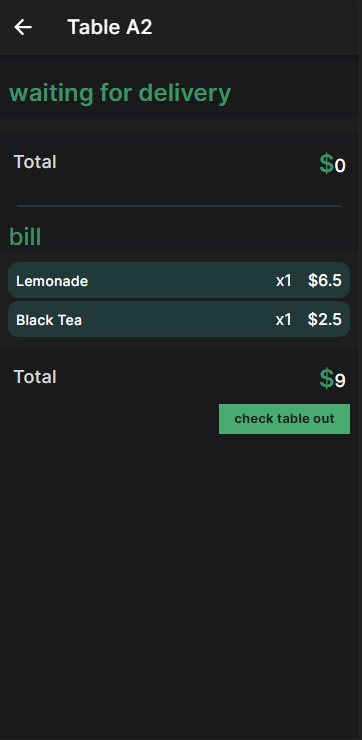 Table A2
waiting for delivery
Total $0
bill
Lemonade x1 $6.5
Black Tea x1 $2.5
Total $9
check table out